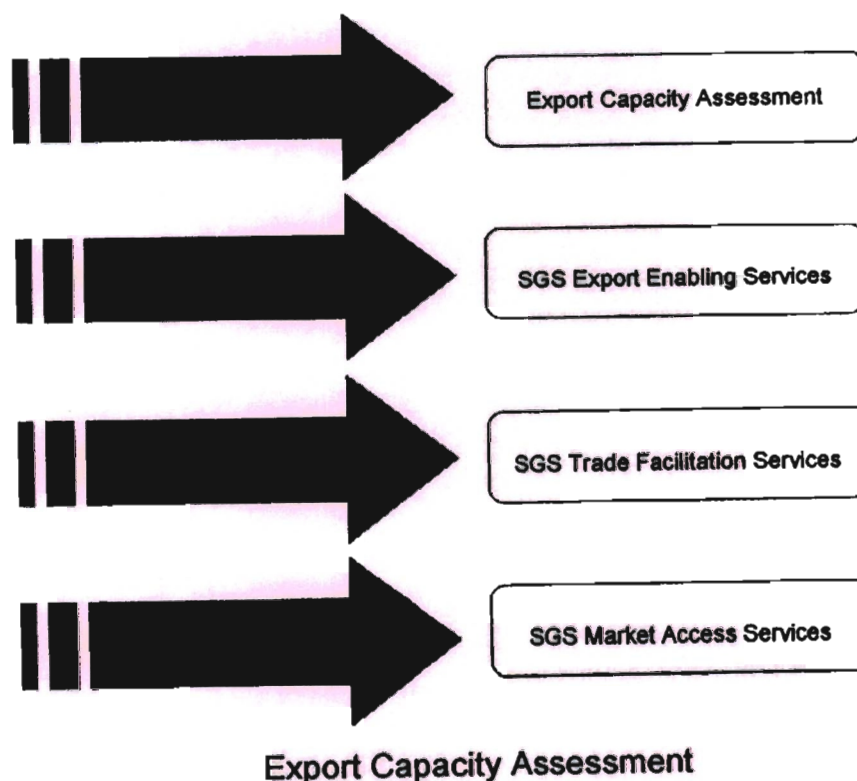 Export Capacity Assessment
SGS Export Enabling Services
SGS Trade Facilitation Services
SGS Market Access Services
Export Capacity Assessment